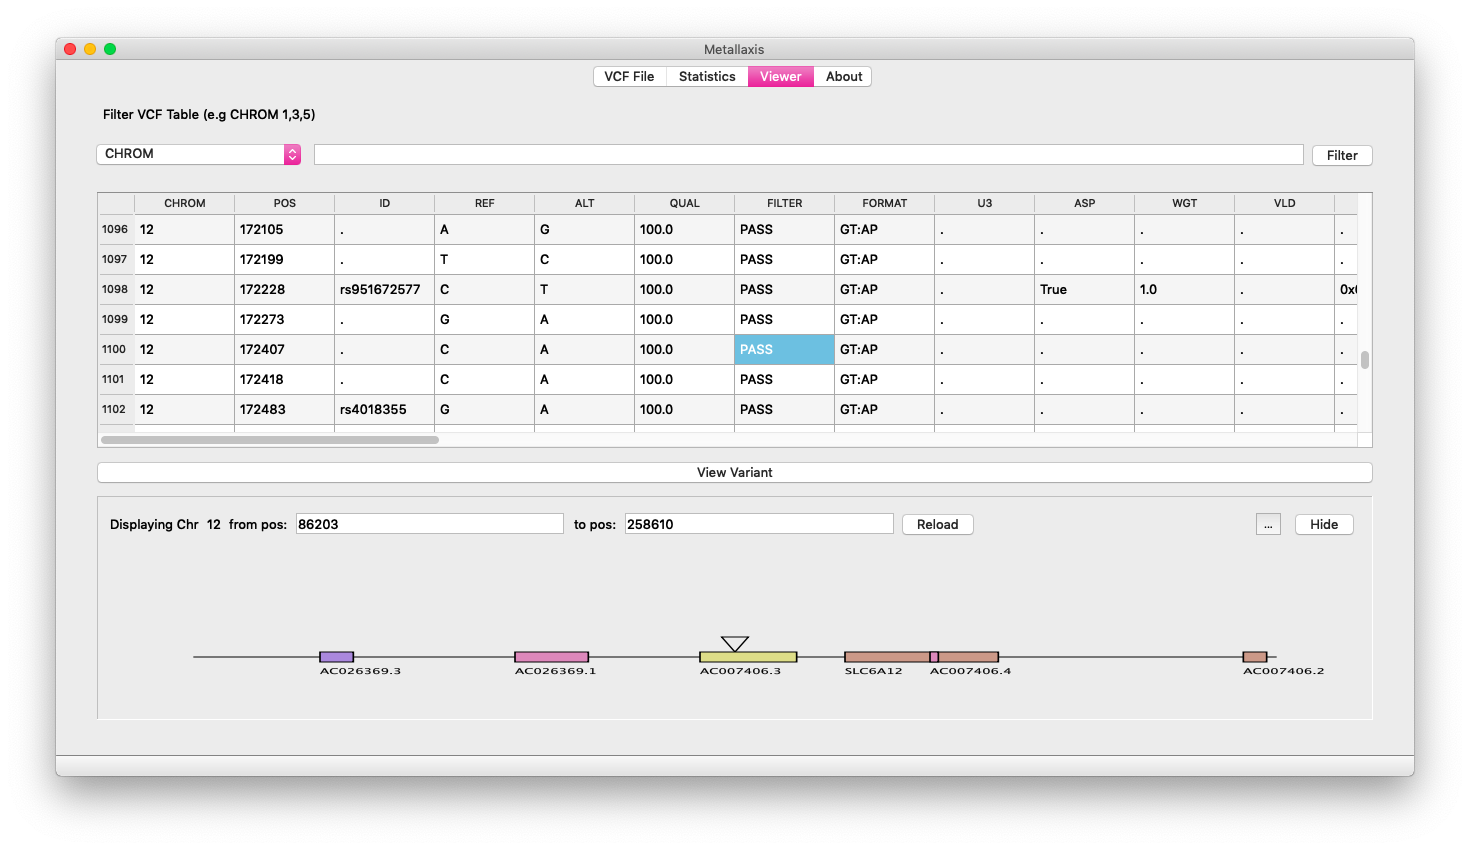 Metallaxis
VCF File Statistics Viewer About
Filter VCF Table (e.g CHROM 1,3,5)
CHROM Filter
CHROM POS ID REF ALT QUAL FILTER FORMAT U3 ASP WGT VLD
1096 12 172105 . A G 100.0 PASS GT:AP . . . . .
1097 12 172199 . T C 100.0 PASS GT:AP . . . . .
1098 12 172228 rs951672577 C T 100.0 PASS GT:AP . True 1.0 .
1099 12 172273 . G A 100.0 PASS GT:AP . . . . .
1100 12 172407 . C A 100.0 PASS GT:AP . . . . .
1101 12 172418 . C A 100.0 PASS GT:AP . . . . .
1102 12 172483 rs4018355 G A 100.0 PASS GT:AP . . . . .
View Variant
Displaying Chr 12 from pos: 86203 to pos: 258610 Reload ... Hide
AC026369.3 AC026369.1 AC007406.3 SLC6A12 AC007406.4 AC007406.2